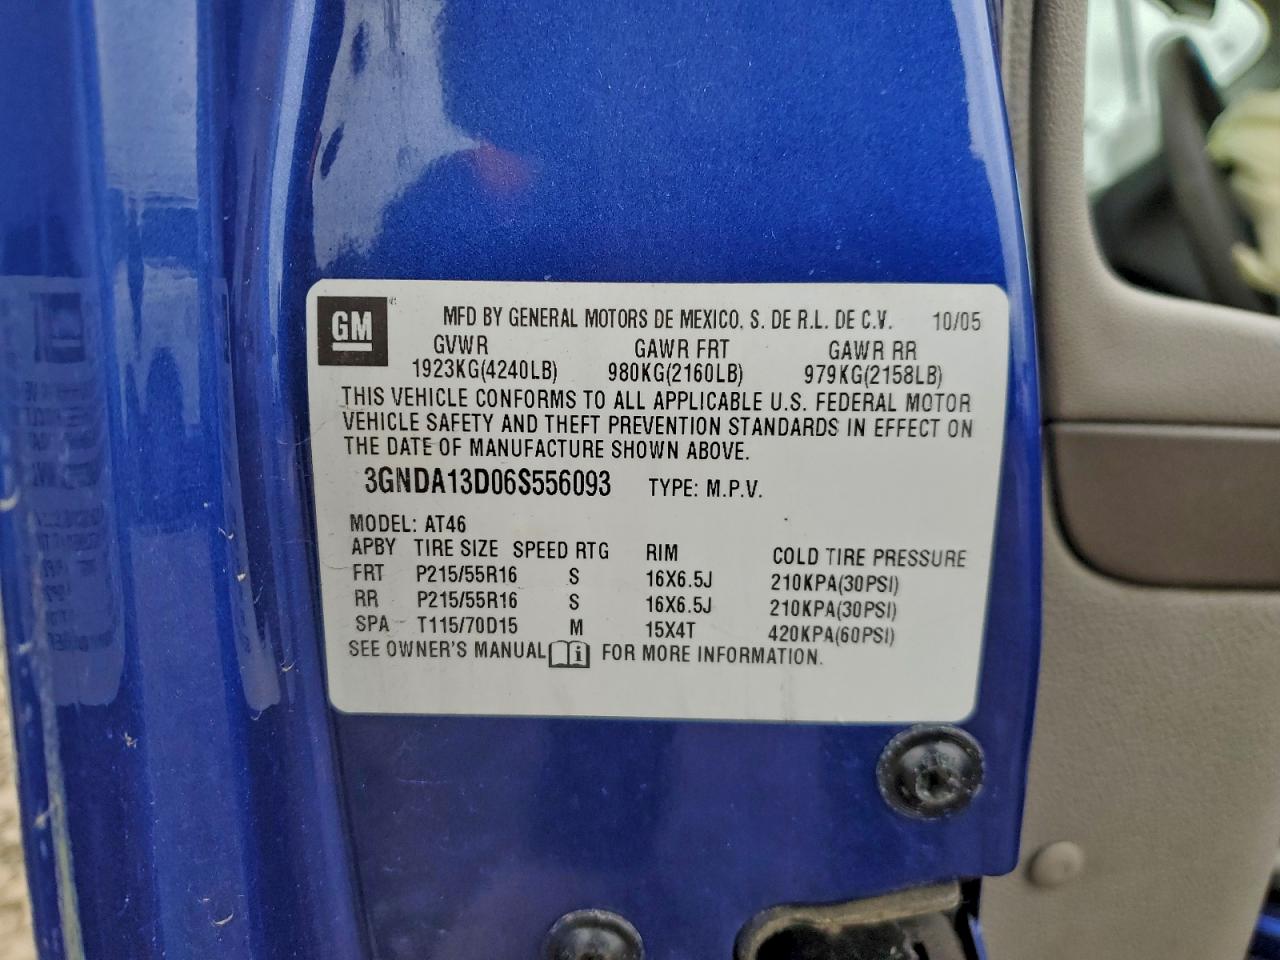 GM
MFD BY GENERAL MOTORS DE MEXICO, S. DE R.L. DE C.V. 10/05
GVWR GAWR FRT GAWR RR
1923KG(4240LB) 980KG(2160LB) 979KG(2158LB)
THIS VEHICLE CONFORMS TO ALL APPLICABLE U.S. FEDERAL MOTOR
VEHICLE SAFETY AND THEFT PREVENTION STANDARDS IN EFFECT ON
THE DATE OF MANUFACTURE SHOWN ABOVE.
3GNDA13D06S556093 TYPE: M.P.V.
MODEL: AT46
APBY TIRE SIZE SPEED RTG RIM COLD TIRE PRESSURE
FRT P215/55R16 S 16X6.5J 210KPA(30PSI)
RR P215/55R16 S 16X6.5J 210KPA(30PSI)
SPA T115/70D15 M 15X4T 420KPA(60PSI)
SEE OWNER'S MANUAL i FOR MORE INFORMATION.